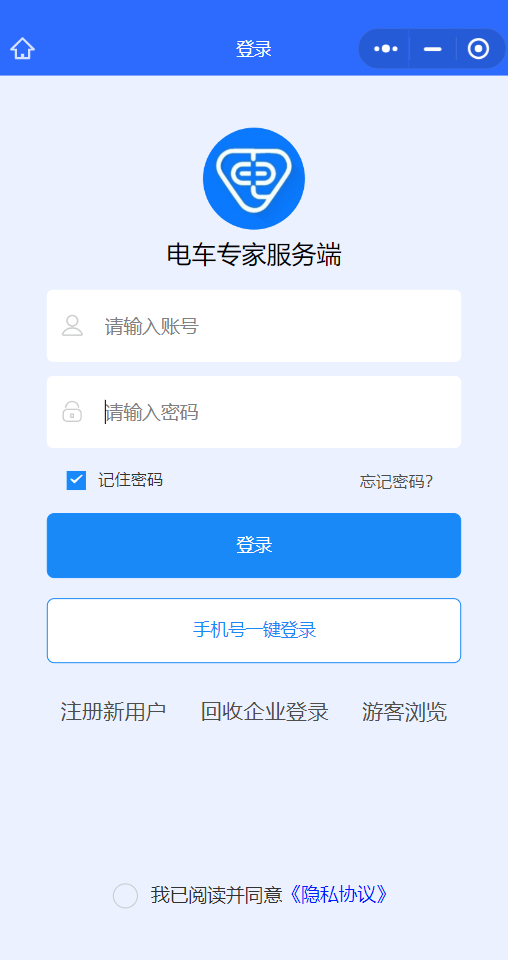 登录
电车专家服务端
请输入账号
请输入密码
记住密码 忘记密码?
登录
手机号一键登录
注册新用户 回收企业登录 游客浏览
我已阅读并同意《隐私协议》